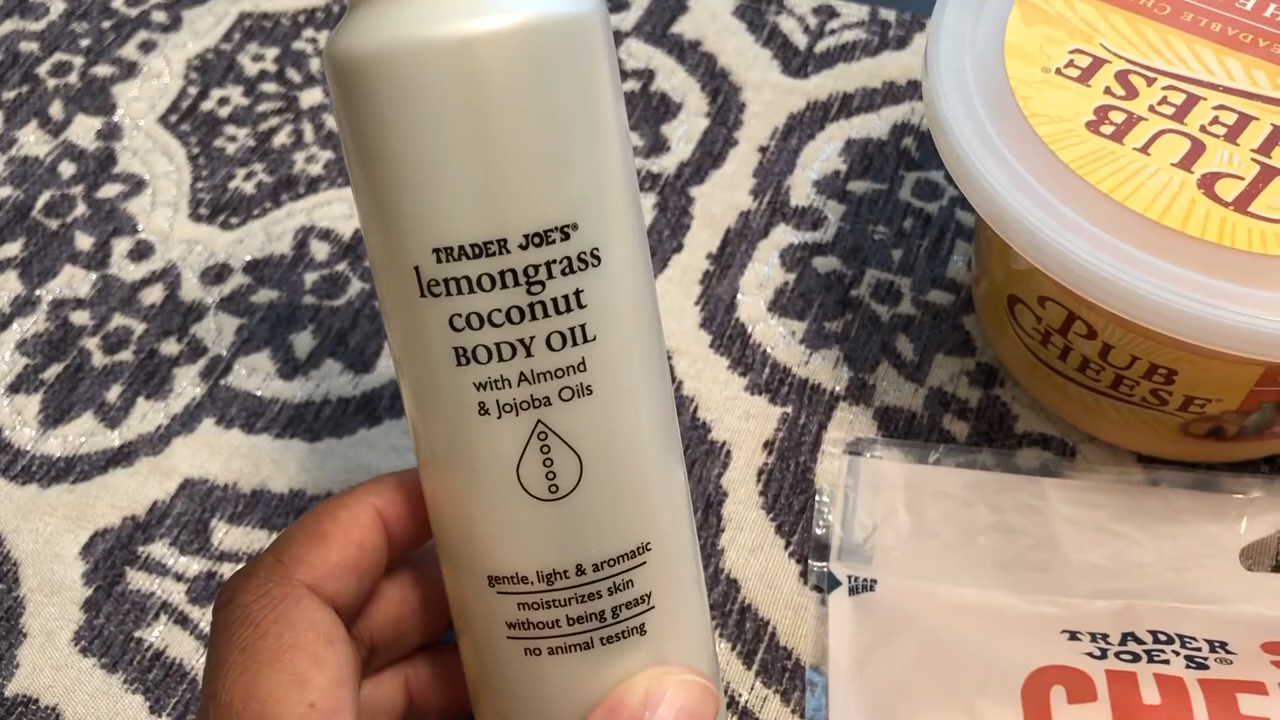 TRADER JOE'S®
lemongrass
coconut
BODY OIL
with Almond
& Jojoba Oils
gentle, light & aromatic
moisturizes skin
without being greasy
no animal testing
PUB
CHEESE®
PUB
CHEESE®
TEAR
HERE
TRADER
JOE'S®